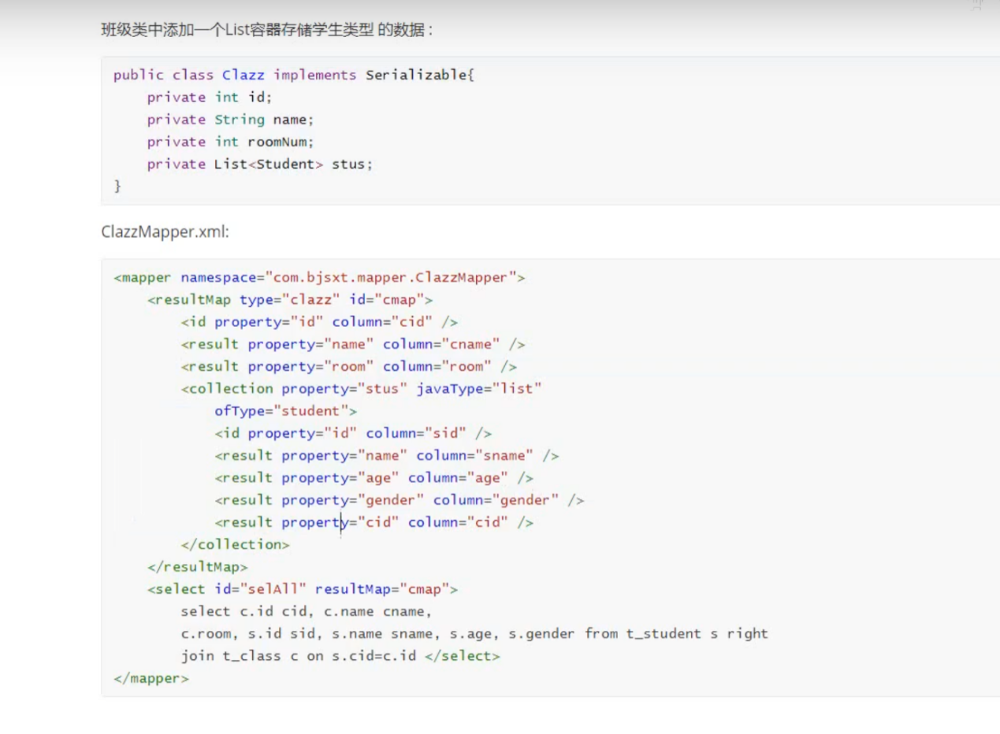 班级类中添加一个List容器存储学生类型 的数据 :
public class Clazz implements Serializable{
    private int id;
    private String name;
    private int roomNum;
    private List<Student> stus;
}
ClazzMapper.xml:
<mapper namespace="com.bjsxt.mapper.ClazzMapper">
    <resultMap type="clazz" id="cmap">
        <id property="id" column="cid" />
        <result property="name" column="cname" />
        <result property="room" column="room" />
        <collection property="stus" javaType="list"
            ofType="student">
            <id property="id" column="sid" />
            <result property="name" column="sname" />
            <result property="age" column="age" />
            <result property="gender" column="gender" />
            <result property="cid" column="cid" />
        </collection>
    </resultMap>
    <select id="selAll" resultMap="cmap">
        select c.id cid, c.name cname,
        c.room, s.id sid, s.name sname, s.age, s.gender from t_student s right
        join t_class c on s.cid=c.id </select>
</mapper>